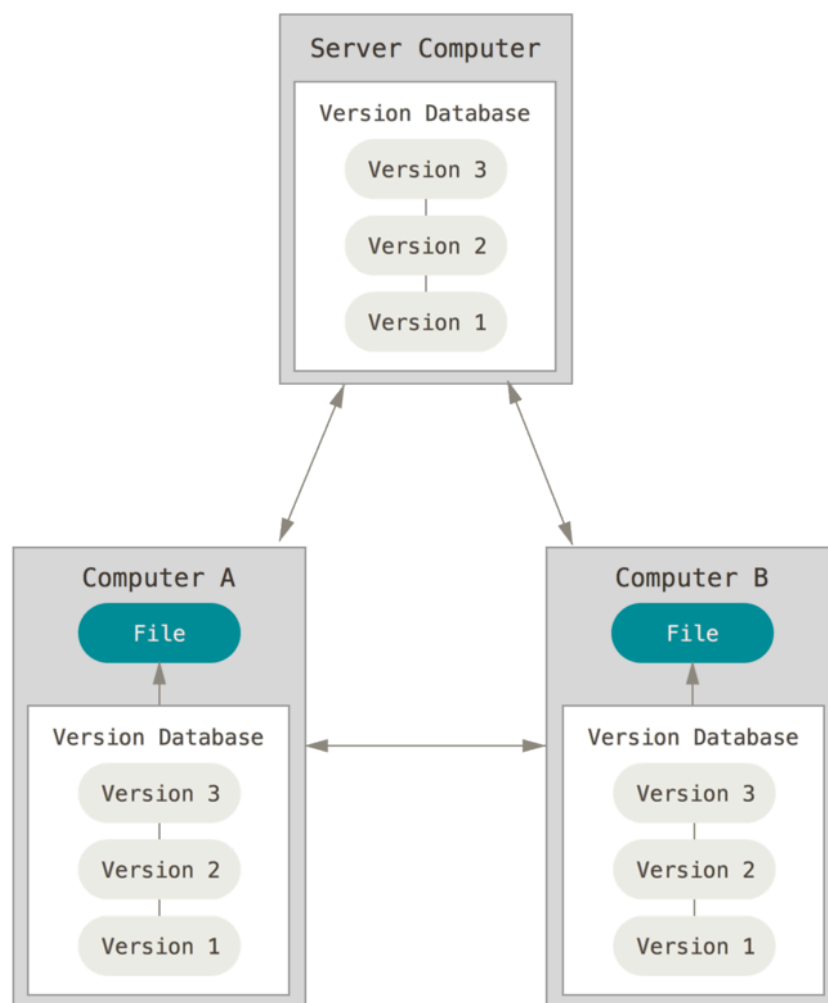 Server Computer
Version Database
Version 3
Version 2
Version 1
Computer A
File
Version Database
Version 3
Version 2
Version 1
Computer B
File
Version Database
Version 3
Version 2
Version 1